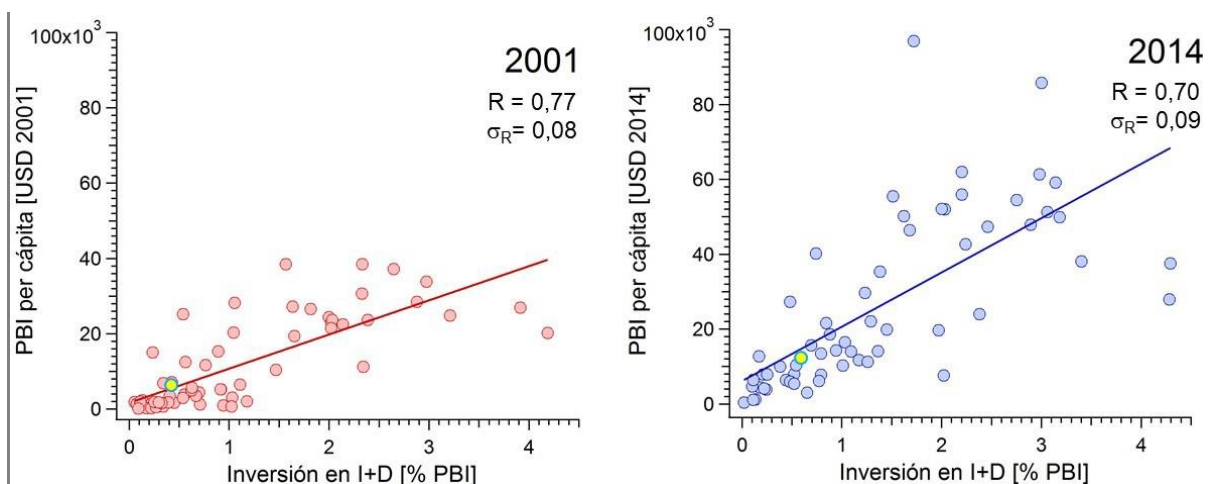 100x10³
80
60
40
20
0
PBI per cápita [USD 2001]
2001
R = 0,77
σR= 0,08
0
1
2
3
4
Inversión en I+D [% PBI]
100x10³
80
60
40
20
0
PBI per cápita [USD 2014]
2014
R = 0,70
σR= 0,09
0
1
2
3
4
Inversión en I+D [% PBI]